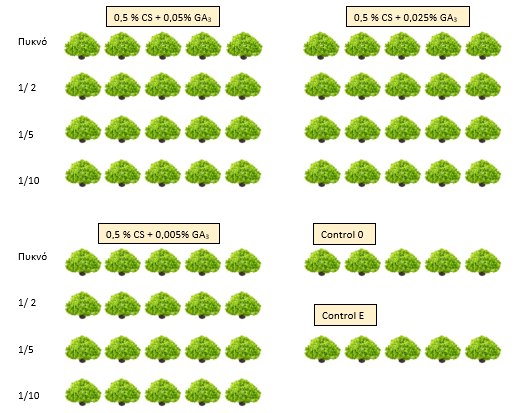 0,5 % CS + 0,05% GA₃
0,5 % CS + 0,025% GA₃
Πυκνό
1/ 2
1/5
1/10
0,5 % CS + 0,005% GA₃
Control 0
Πυκνό
1/ 2
Control E
1/5
1/10